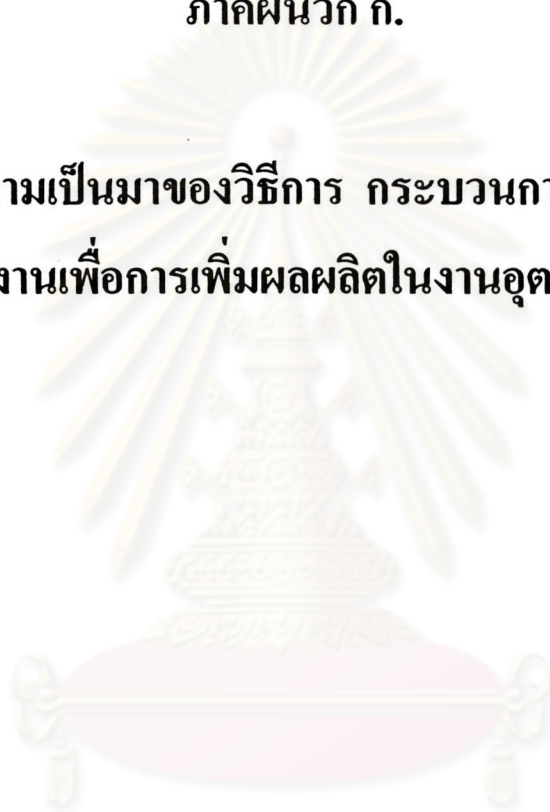 ภาคผนวก ก.
ามเป็นมาของวิธีการ กระบวนกา
งานเพื่อการเพิ่มผลผลิตในงานอุต